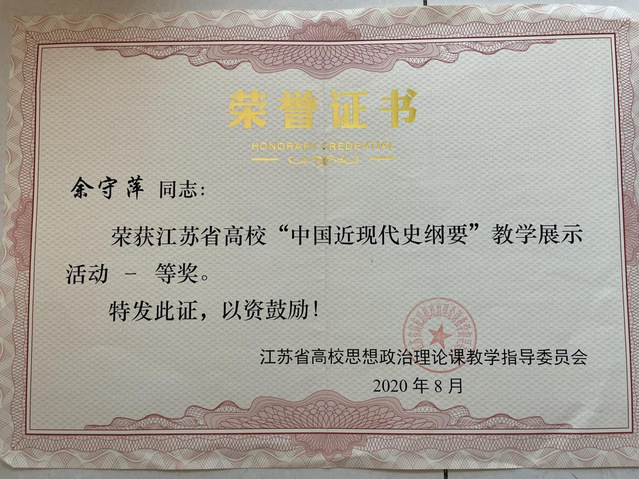 荣誉证书
HONORARY CREDENTIAL
余守萍 同志：
荣获江苏省高校“中国近现代史纲要”教学展示
活动 一 等奖。
特发此证，以资鼓励！
江苏省高校思想政治理论课教学指导委员会
2020 年 8 月